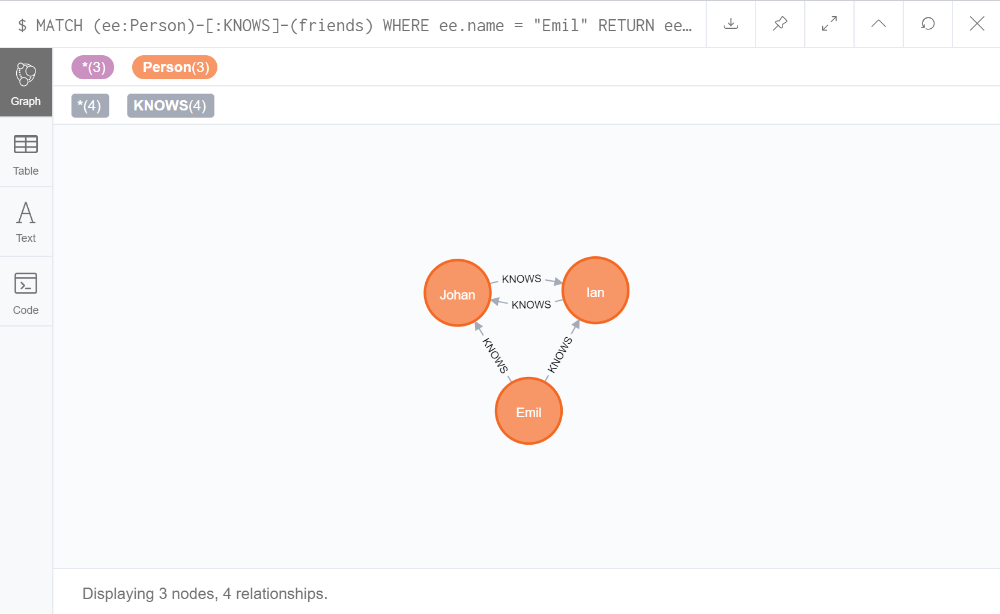 $ MATCH (ee:Person)-[:KNOWS]-(friends) WHERE ee.name = "Emil" RETURN ee…
*(3) Person(3)
Graph
*(4) KNOWS(4)
Table
Text
Code
Johan
KNOWS
Ian
KNOWS
KNOWS
KNOWS
Emil
Displaying 3 nodes, 4 relationships.